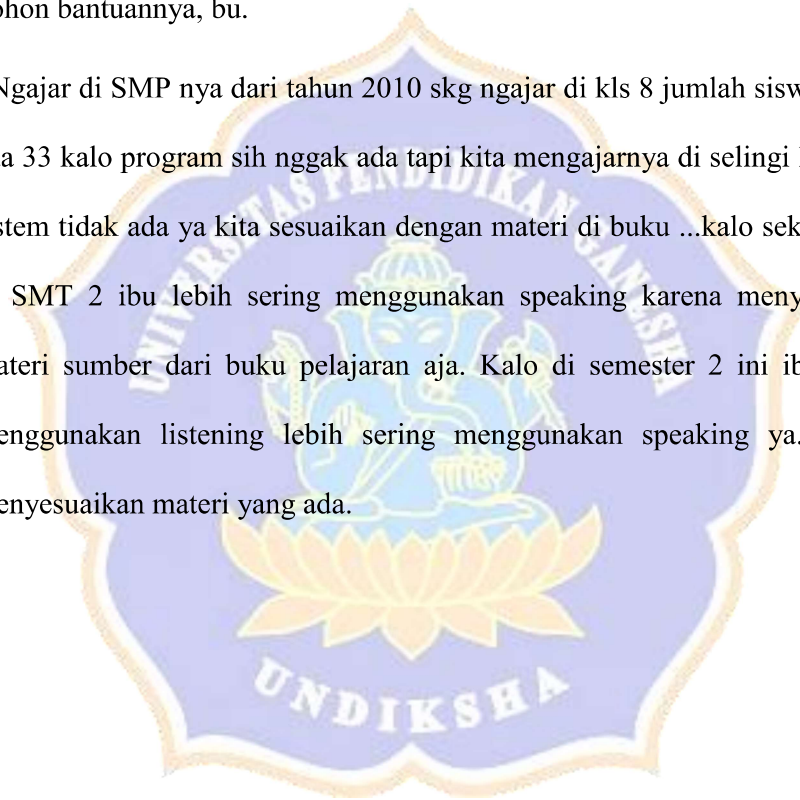 ohon bantuannya, bu.
Ngajar di SMP nya dari tahun 2010 skg ngajar di kls 8 jumlah sisw
a 33 kalo program sih nggak ada tapi kita mengajarnya di selingi
stem tidak ada ya kita sesuaikan dengan materi di buku ...kalo sek
SMT 2 ibu lebih sering menggunakan speaking karena meny
ateri sumber dari buku pelajaran aja. Kalo di semester 2 ini ib
enggunakan listening lebih sering menggunakan speaking ya.
enyesuaikan materi yang ada.
UNIVERSITAS PENDIDIKAN GANESHA
UNDIKSHA